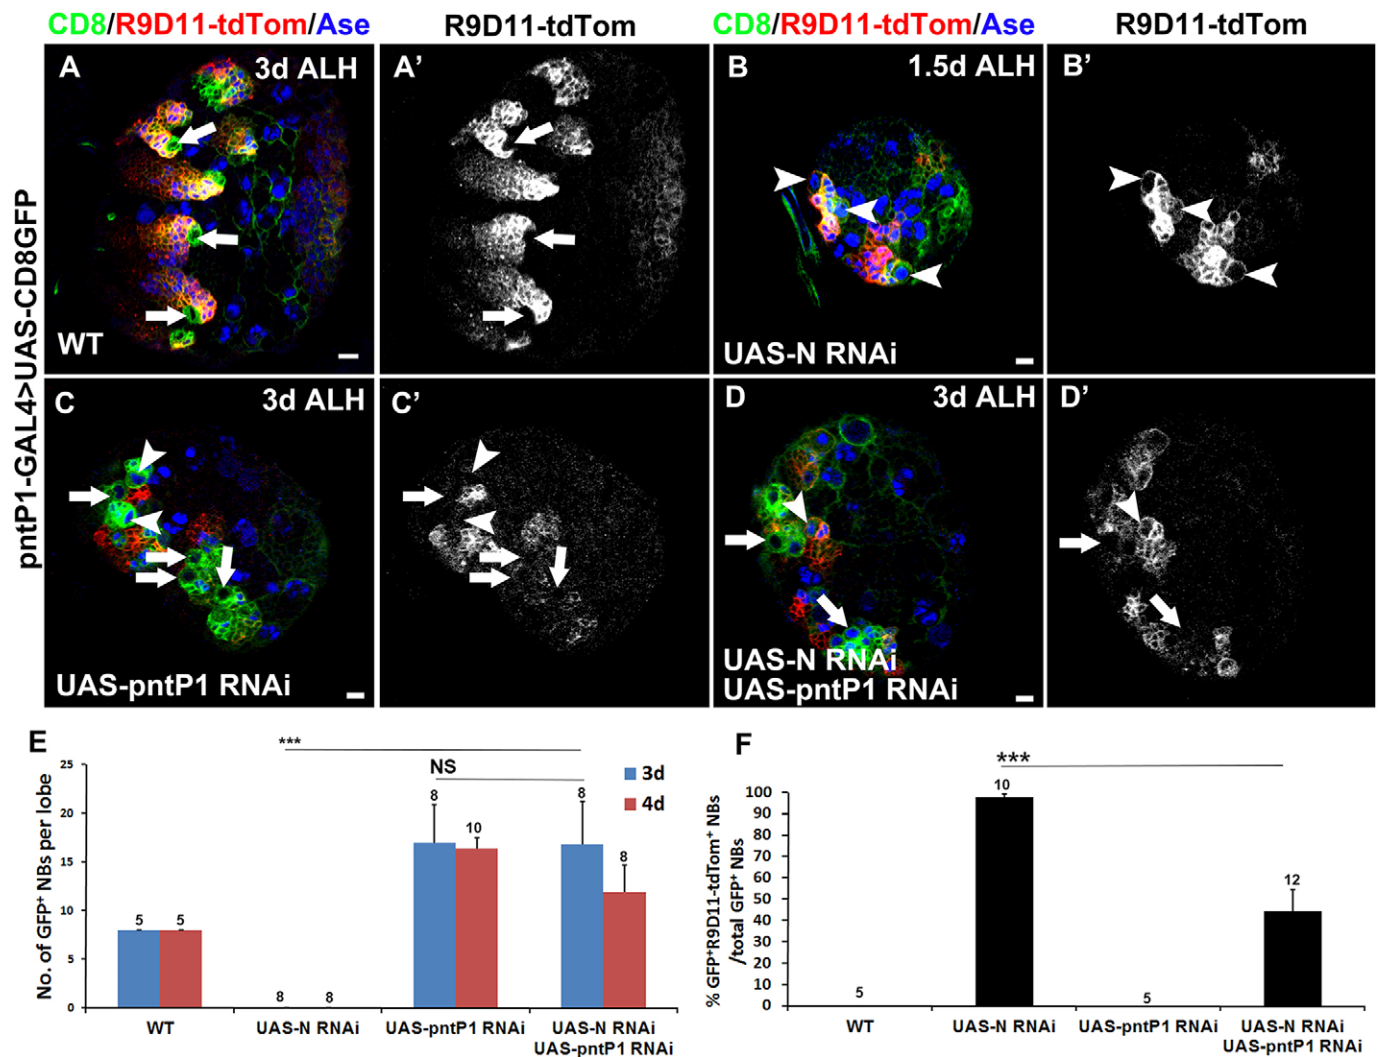 CD8/R9D11-tdTom/Ase
R9D11-tdTom
CD8/R9D11-tdTom/Ase
R9D11-tdTom
pntP1-GAL4>UAS-CD8GFP
A
3d ALH
WT
A'
B
1.5d ALH
UAS-N RNAi
B'
C
3d ALH
UAS-pntP1 RNAi
C'
D
3d ALH
UAS-N RNAi
UAS-pntP1 RNAi
D'
E
No. of GFP⁺ NBs per lobe
25
20
15
10
5
0
***
NS
3d
4d
5
5
8
8
8
10
8
8
WT
UAS-N RNAi
UAS-pntP1 RNAi
UAS-N RNAi
UAS-pntP1 RNAi
F
% GFP⁺R9D11-tdTom⁺ NBs
/total GFP⁺ NBs
100
90
80
70
60
50
40
30
20
10
0
***
5
10
5
12
WT
UAS-N RNAi
UAS-pntP1 RNAi
UAS-N RNAi
UAS-pntP1 RNAi